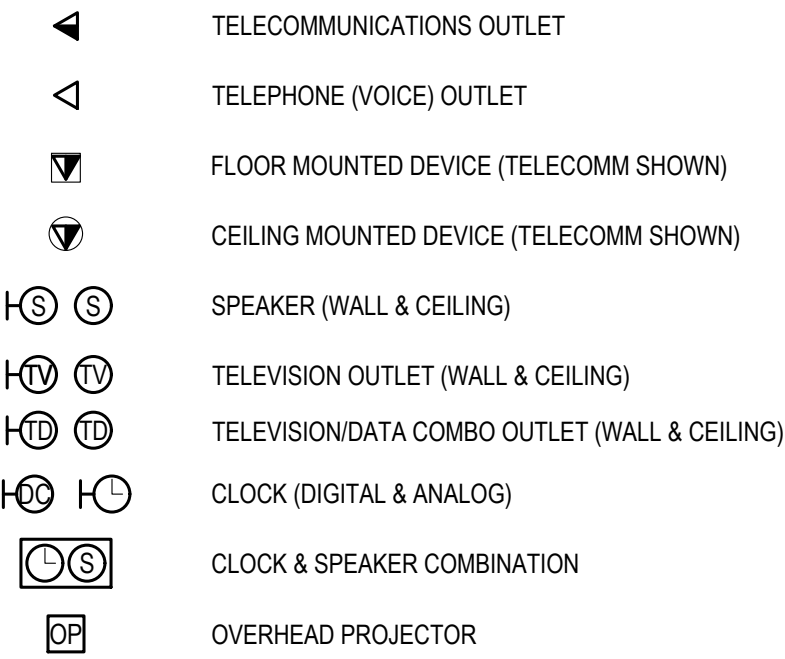 TELECOMMUNICATIONS OUTLET
TELEPHONE (VOICE) OUTLET
FLOOR MOUNTED DEVICE (TELECOMM SHOWN)
CEILING MOUNTED DEVICE (TELECOMM SHOWN)
S S SPEAKER (WALL & CEILING)
TV TV TELEVISION OUTLET (WALL & CEILING)
TD TD TELEVISION/DATA COMBO OUTLET (WALL & CEILING)
DC CLOCK (DIGITAL & ANALOG)
S CLOCK & SPEAKER COMBINATION
OP OVERHEAD PROJECTOR